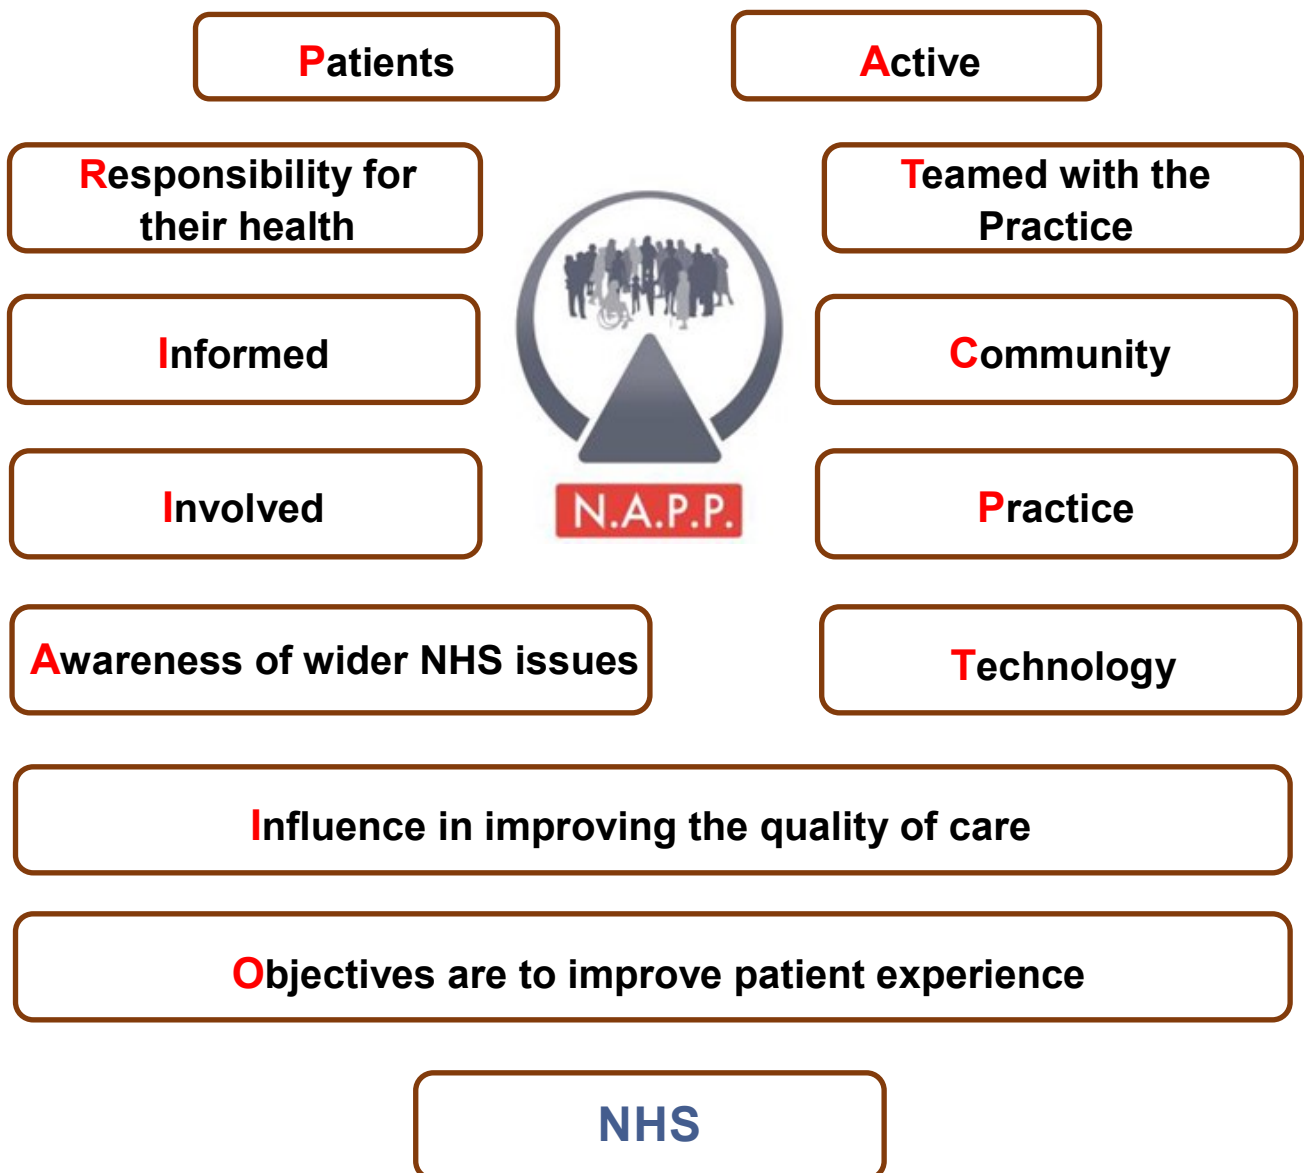 Patients
Active
Responsibility for
their health
Teamed with the
Practice
Informed
Community
Involved
N.A.P.P.
Practice
Awareness of wider NHS issues
Technology
Influence in improving the quality of care
Objectives are to improve patient experience
NHS